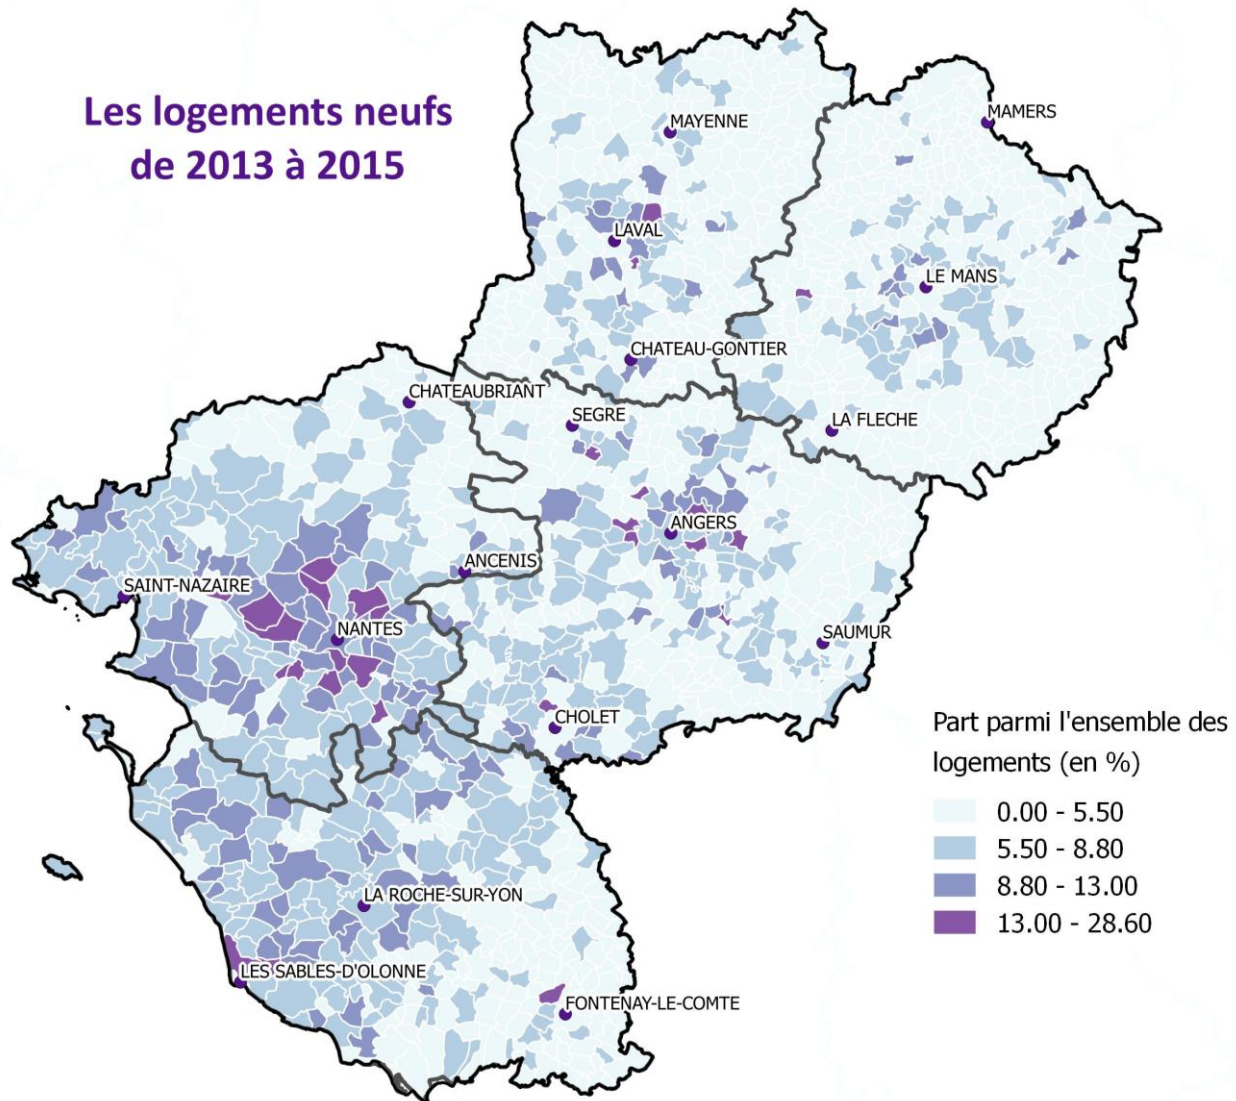 Les logements neufs
de 2013 à 2015
MAYENNE
MAMERS
LAVAL
LE MANS
CHATEAU-GONTIER
CHATEAUBRIANT
SEGRE
LA FLECHE
ANGERS
ANCENIS
SAINT-NAZAIRE
NANTES
SAUMUR
CHOLET
Part parmi l'ensemble des
logements (en %)
0.00 - 5.50
5.50 - 8.80
8.80 - 13.00
13.00 - 28.60
LA ROCHE-SUR-YON
LES SABLES-D'OLONNE
FONTENAY-LE-COMTE